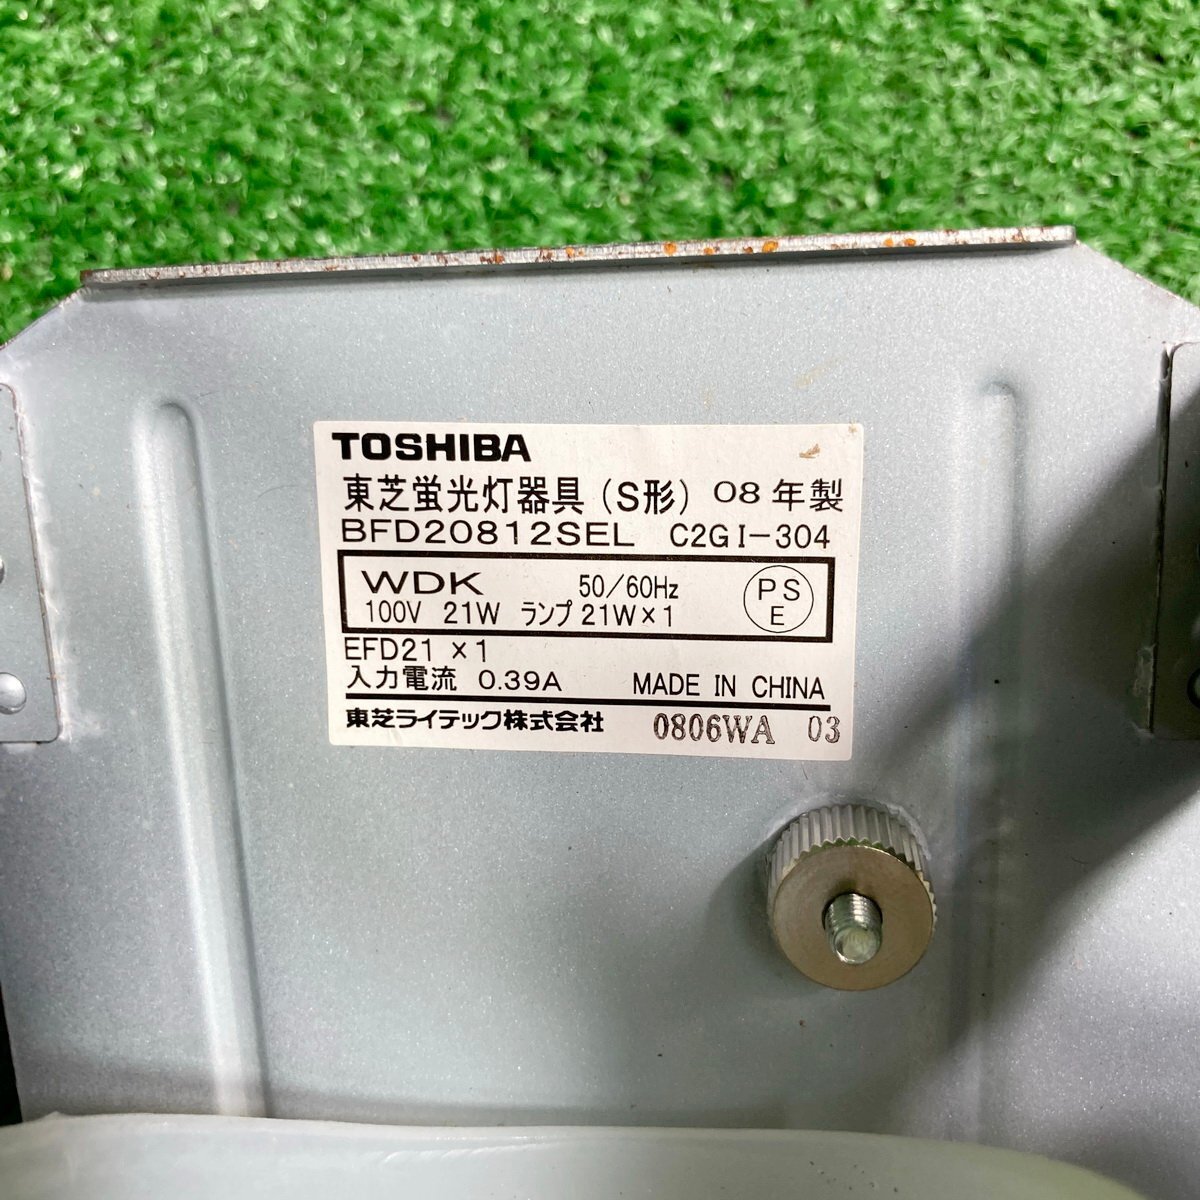 TOSHIBA
東芝蛍光灯器具（S形） 08年製
BFD20812SEL C2GI-304
WDK 50/60Hz
100V 21W ランプ 21W×1
PS
E
EFD21 ×1
入力電流 0.39A MADE IN CHINA
東芝ライテック株式会社 0806WA 03